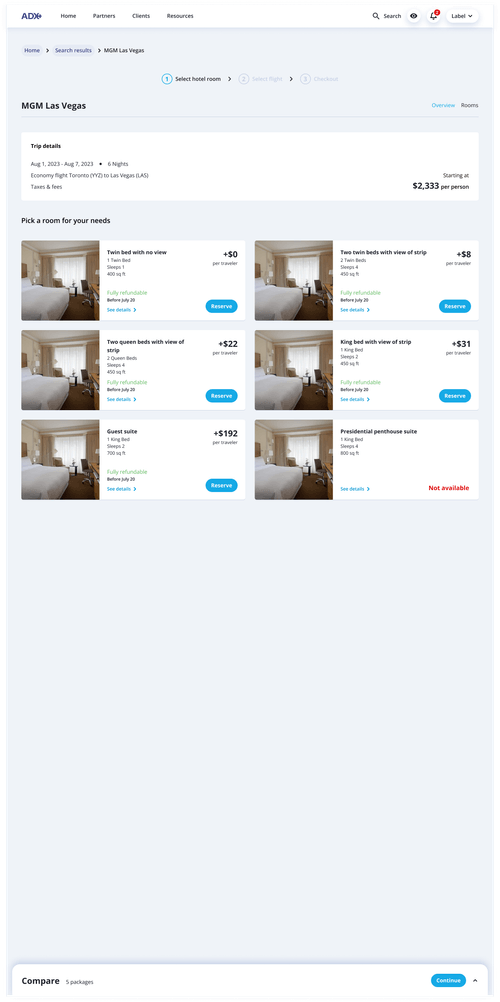 ADX
Home
Partners
Clients
Resources
Search
2
Label
Home
Search results
MGM Las Vegas
1 Select hotel room
2 Select flight
3 Checkout
MGM Las Vegas
Overview
Rooms
Trip details
Aug 1, 2023 - Aug 7, 2023 • 6 Nights
Economy flight Toronto (YYZ) to Las Vegas (LAS)
Taxes & fees
Starting at
$2,333 per person
Pick a room for your needs
Twin bed with no view
1 Twin Bed
Sleeps 1
400 sq ft
Fully refundable
Before July 20
See details
+$0
per traveler
Reserve
Two twin beds with view of strip
2 Twin Beds
Sleeps 4
450 sq ft
Fully refundable
Before July 20
See details
+$8
per traveler
Reserve
Two queen beds with view of
strip
2 Queen Beds
Sleeps 4
450 sq ft
Fully refundable
Before July 20
See details
+$22
per traveler
Reserve
King bed with view of strip
1 King Bed
Sleeps 2
450 sq ft
Fully refundable
Before July 20
See details
+$31
per traveler
Reserve
Guest suite
1 King Bed
Sleeps 2
700 sq ft
Fully refundable
Before July 20
See details
+$192
per traveler
Reserve
Presidential penthouse suite
1 King Bed
Sleeps 4
800 sq ft
See details
Not available
Compare
5 packages
Continue